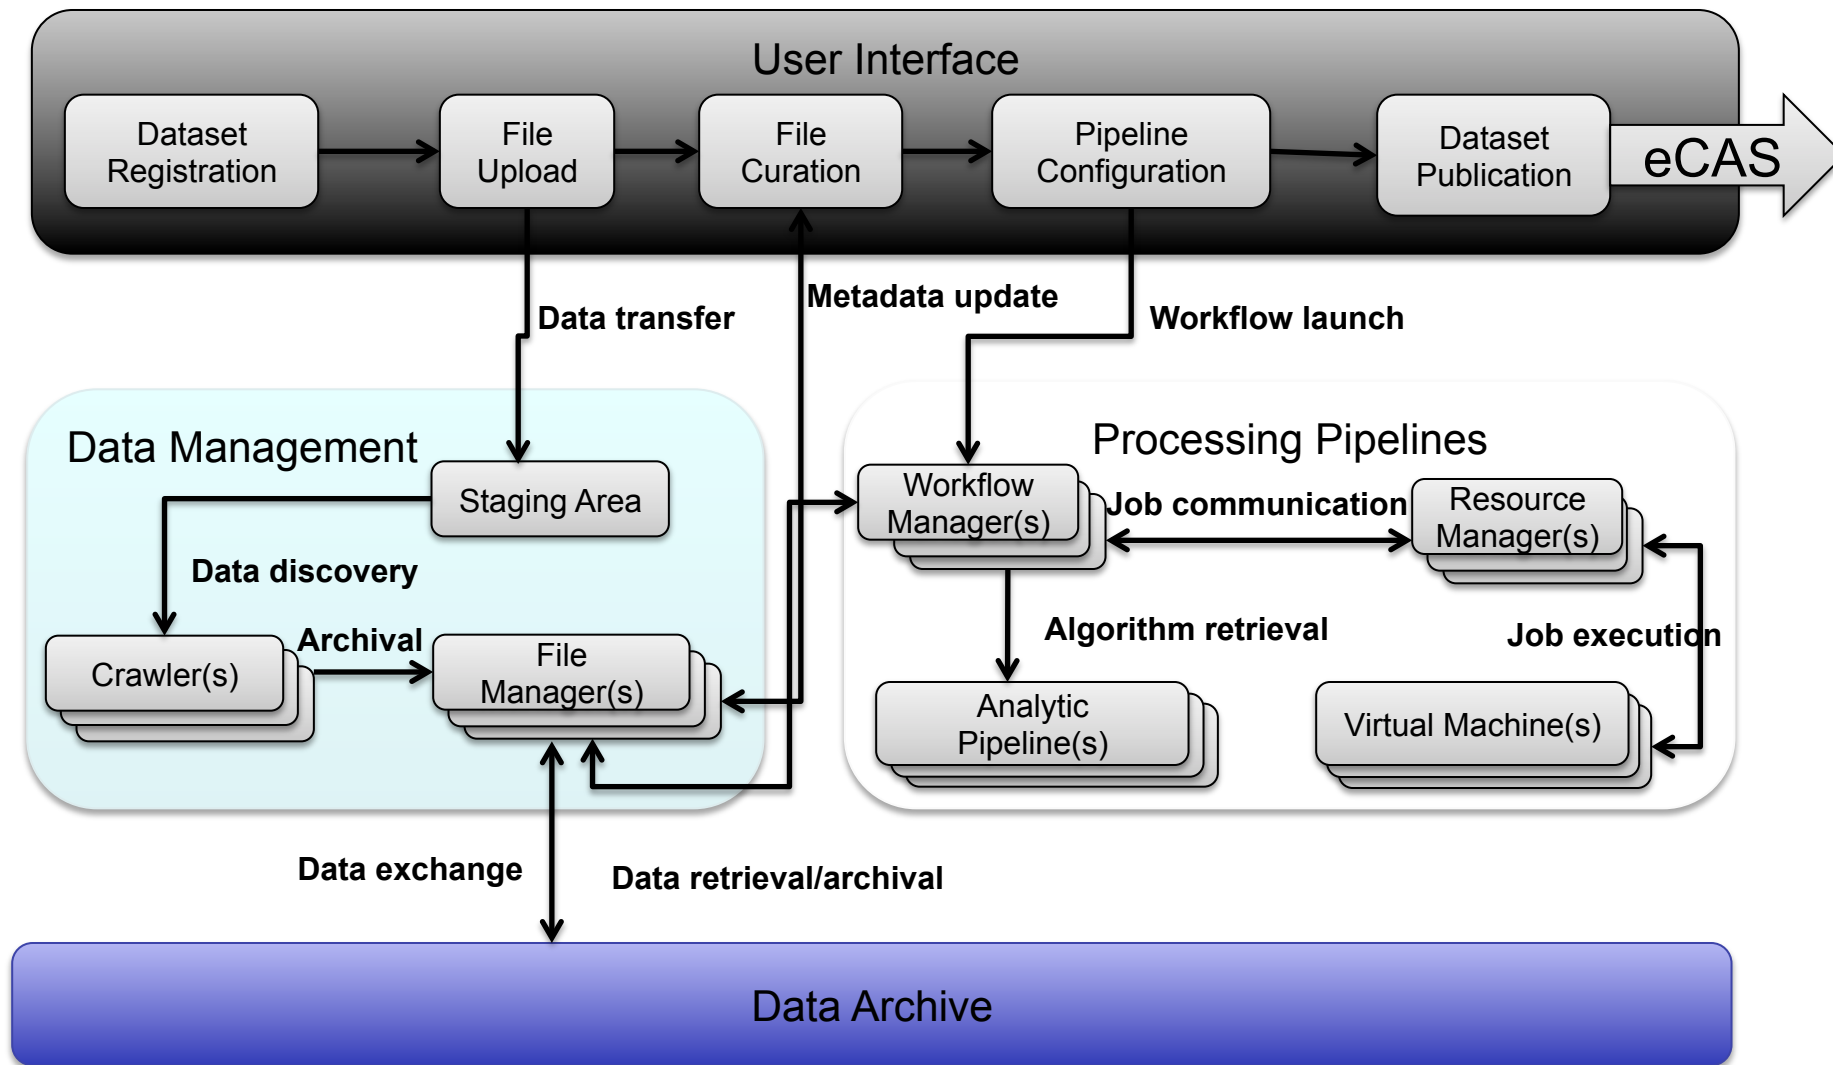 User Interface
Dataset
Registration
File
Upload
File
Curation
Pipeline
Configuration
Dataset
Publication
eCAS
Data transfer
Metadata update
Workflow launch
Data Management
Staging Area
Data discovery
Crawler(s)
Archival
File
Manager(s)
Processing Pipelines
Workflow
Manager(s)
Job communication
Resource
Manager(s)
Algorithm retrieval
Job execution
Analytic
Pipeline(s)
Virtual Machine(s)
Data exchange
Data retrieval/archival
Data Archive